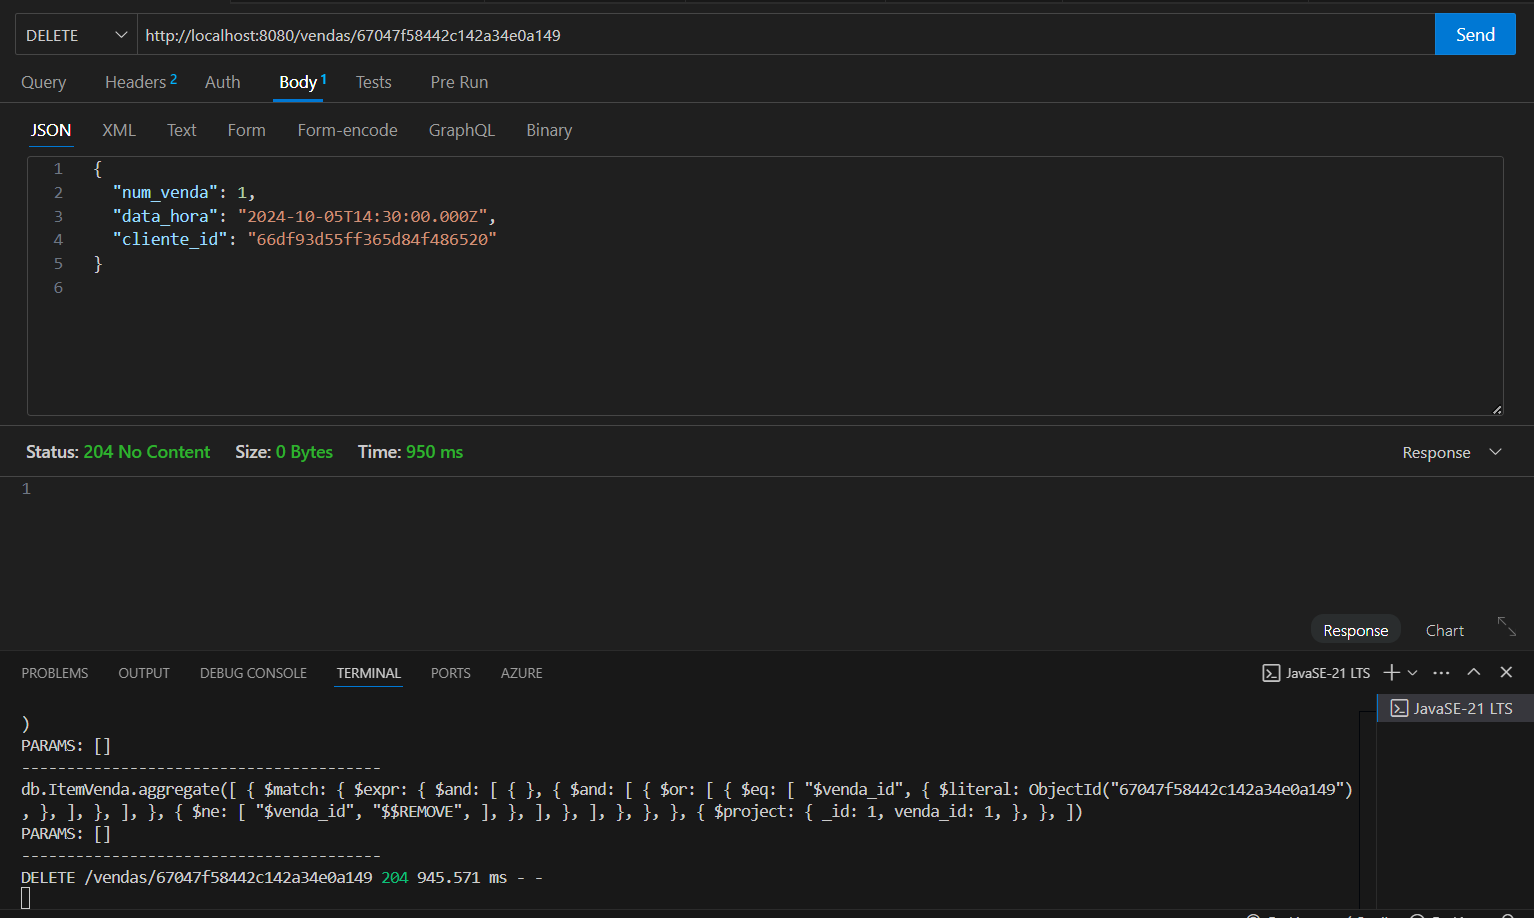 DELETE http://localhost:8080/vendas/67047f58442c142a34e0a149 Send
Query Headers 2 Auth Body 1 Tests Pre Run
JSON XML Text Form Form-encode GraphQL Binary
1 {
2 "num_venda": 1,
3 "data_hora": "2024-10-05T14:30:00.000Z",
4 "cliente_id": "66df93d55ff365d84f486520"
5 }
6
Status: 204 No Content Size: 0 Bytes Time: 950 ms Response
1
Response Chart
PROBLEMS OUTPUT DEBUG CONSOLE TERMINAL PORTS AZURE JavaSE-21 LTS
JavaSE-21 LTS
)
PARAMS: []
----------------------------------------
db.ItemVenda.aggregate([ { $match: { $expr: { $and: [ { }, { $and: [ { $or: [ { $eq: [ "$venda_id", { $literal: ObjectId("67047f58442c142a34e0a149")
, }, ], }, ], }, { $ne: [ "$venda_id", "$$REMOVE", ], }, ], }, ], }, }, }, { $project: { _id: 1, venda_id: 1, }, }, ])
PARAMS: []
----------------------------------------
DELETE /vendas/67047f58442c142a34e0a149 204 945.571 ms - -